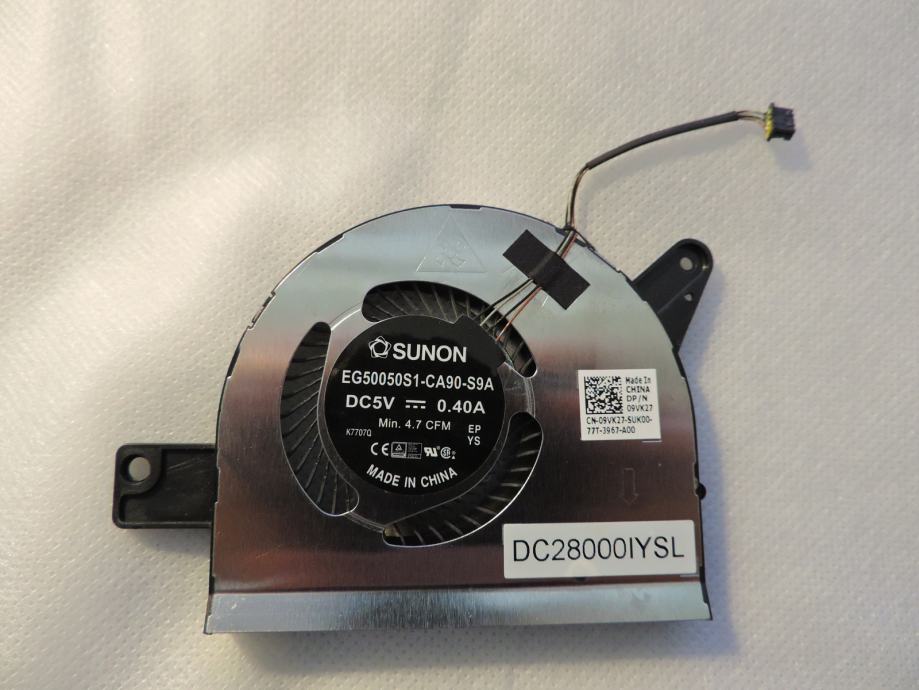 SUNON
EG50050S1-CA90-S9A
DC5V 0.40A
Min. 4.7 CFM
EP
K7707Q
YS
CE
MADE IN CHINA
Made In
CHINA
DP/N
09VK27
CN-09VK27-SUK00-
77T-3967-A00
DC28000IYSL